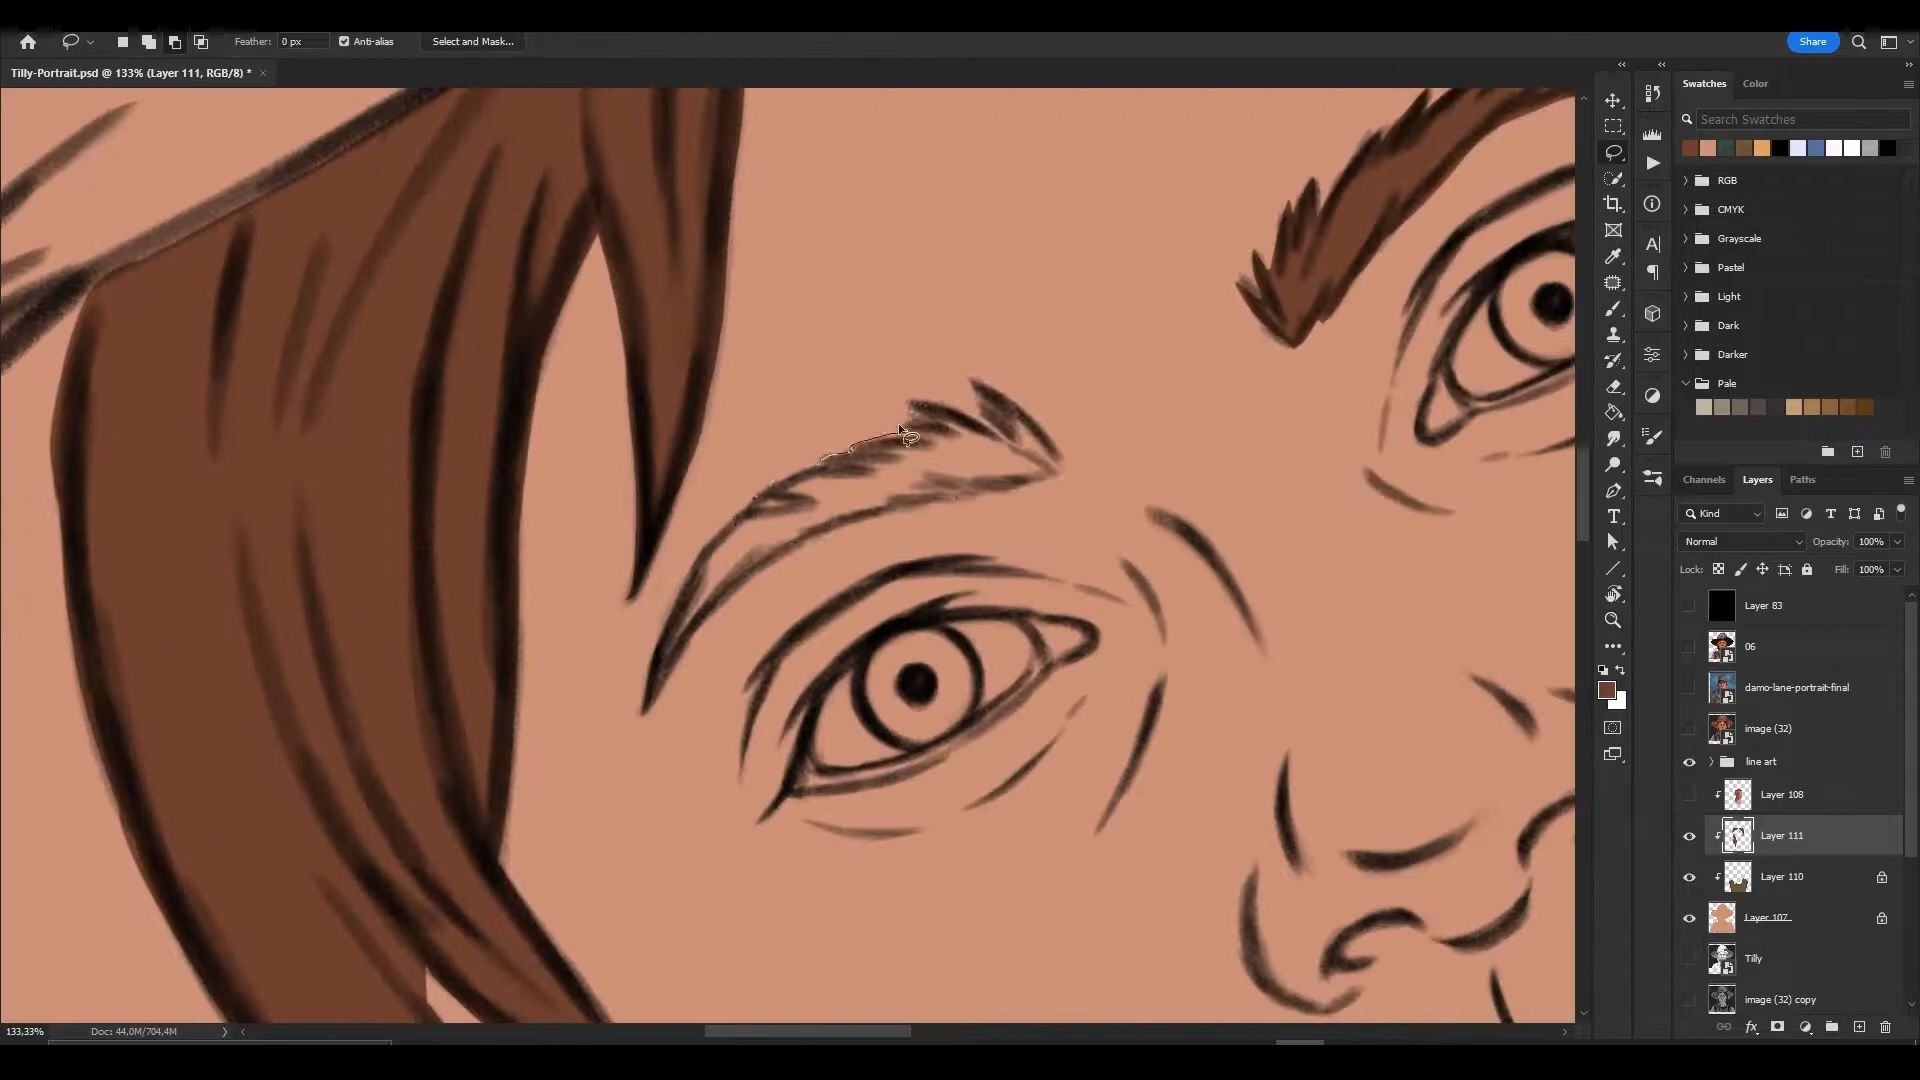 Feather: 0 px Anti-alias Select and Mask... Share
Tilly-Portrait.psd @ 133% (Layer 111, RGB/8) *
Swatches Color
Search Swatches
RGB
CMYK
Grayscale
Pastel
Light
Dark
Darker
Pale
Channels Layers Paths
Kind
Normal Opacity: 100%
Lock: Fill: 100%
Layer 83
06
damo-lane-portrait-final
image (32)
line art
Layer 108
Layer 111
Layer 110
Layer 107
Tilly
image (32) copy
133,33% Doc: 44,0M/704,4M